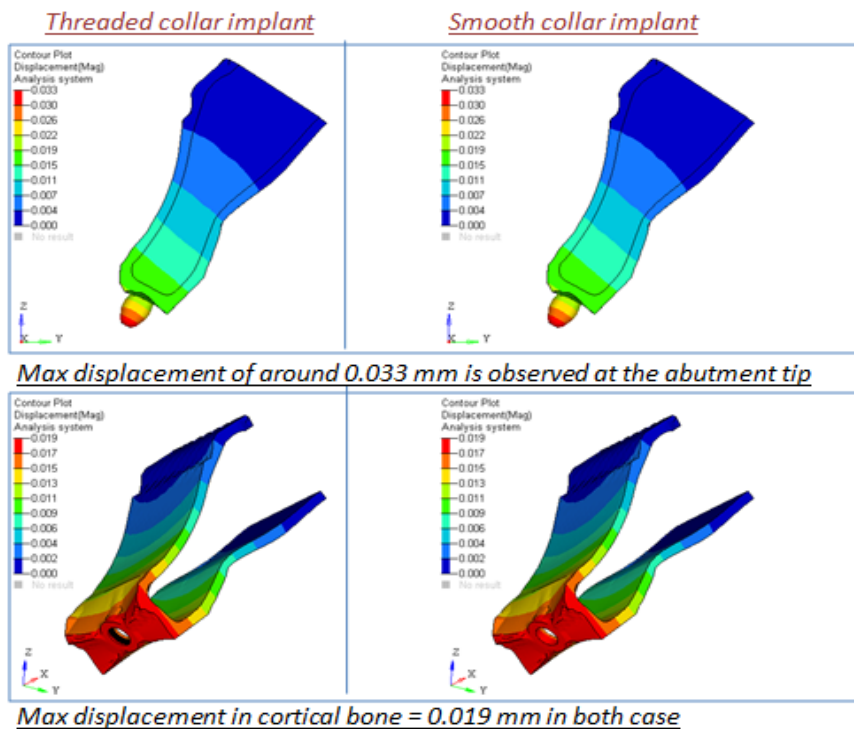 Threaded collar implant
Smooth collar implant
Contour Plot
Displacement(Mag)
Analysis system
0.033
0.030
0.026
0.022
0.019
0.015
0.011
0.007
0.004
0.000
No result
Z
X
Y
Contour Plot
Displacement(Mag)
Analysis system
0.033
0.030
0.026
0.022
0.019
0.015
0.011
0.007
0.004
0.000
No result
Z
X
Y
Max displacement of around 0.033 mm is observed at the abutment tip
Contour Plot
Displacement(Mag)
Analysis system
0.019
0.017
0.015
0.013
0.011
0.009
0.006
0.004
0.002
0.000
No result
Z
X
Y
Contour Plot
Displacement(Mag)
Analysis system
0.019
0.017
0.015
0.013
0.011
0.009
0.006
0.004
0.002
0.000
No result
Z
X
Y
Max displacement in cortical bone = 0.019 mm in both case